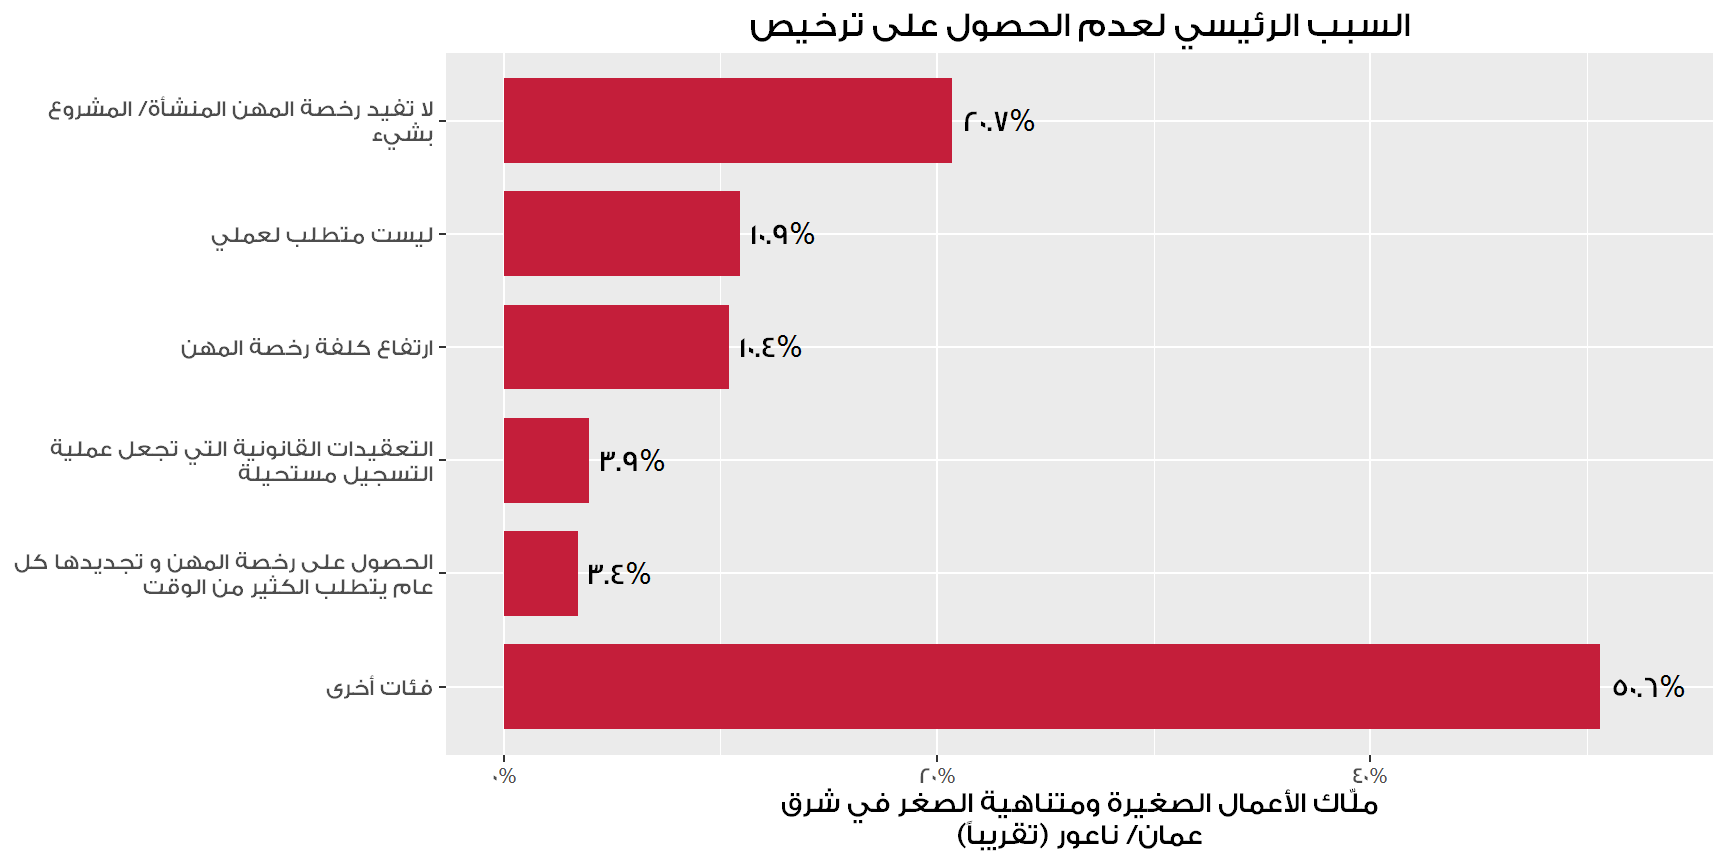 السبب الرئيسي لعدم الحصول على ترخيص
لا تفيد رخصة المهن المنشأة/ المشروع
بشيء
٢٠.٧%
ليست متطلب لعملي
١٠.٩%
ارتفاع كلفة رخصة المهن
١٠.٤%
التعقيدات القانونية التي تجعل عملية
التسجيل مستحيلة
٣.٩%
الحصول على رخصة المهن و تجديدها كل
عام يتطلب الكثير من الوقت
٣.٤%
فئات أخرى
٥٠.٦%
٠% ٢٠% ٤٠%
ملّاك الأعمال الصغيرة ومتناهية الصغر في شرق
عمان/ ناعور (تقريباً)